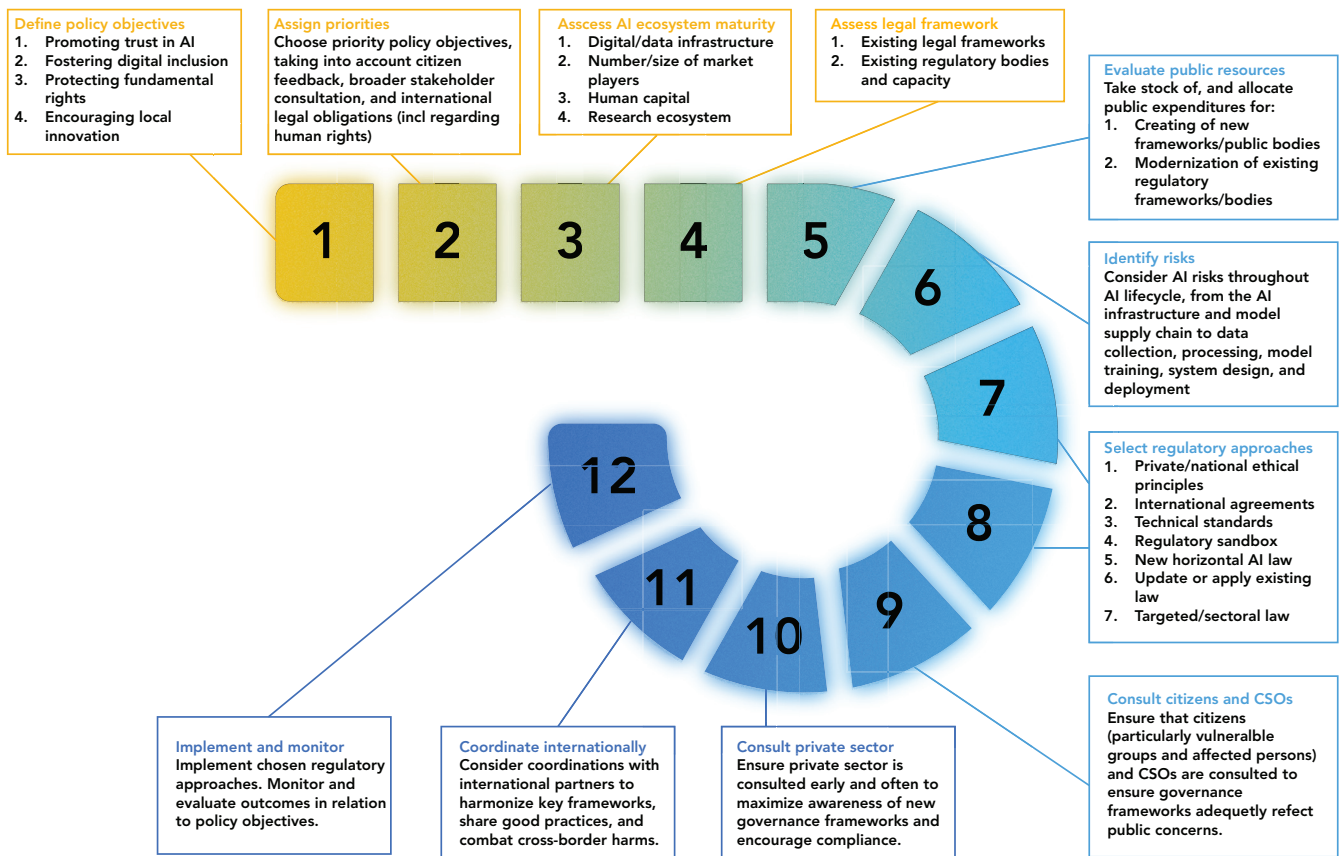 Define policy objectives
1. Promoting trust in AI
2. Fostering digital inclusion
3. Protecting fundamental
rights
4. Encouraging local
innovation
Assign priorities
Choose priority policy objectives,
taking into account citizen
feedback, broader stakeholder
consultation, and international
legal obligations (incl regarding
human rights)
Asscess AI ecosystem maturity
1. Digital/data infrastructure
2. Number/size of market
players
3. Human capital
4. Research ecosystem
Assess legal framework
1. Existing legal frameworks
2. Existing regulatory bodies
and capacity
Evaluate public resources
Take stock of, and allocate
public expenditures for:
1. Creating of new
frameworks/public bodies
2. Modernization of existing
regulatory
frameworks/bodies
1
2
3
4
5
6
7
8
9
10
11
12
Identify risks
Consider AI risks throughout
AI lifecycle, from the AI
infrastructure and model
supply chain to data
collection, processing, model
training, system design, and
deployment
Select regulatory approaches
1. Private/national ethical
principles
2. International agreements
3. Technical standards
4. Regulatory sandbox
5. New horizontal AI law
6. Update or apply existing
law
7. Targeted/sectoral law
Consult citizens and CSOs
Ensure that citizens
(particularly vulnerable
groups and affected persons)
and CSOs are consulted to
ensure governance
frameworks adequetly refect
public concerns.
Consult private sector
Ensure private sector is
consulted early and often to
maximize awareness of new
governance frameworks and
encourage compliance.
Coordinate internationally
Consider coordinations with
international partners to
harmonize key frameworks,
share good practices, and
combat cross-border harms.
Implement and monitor
Implement chosen regulatory
approaches. Monitor and
evaluate outcomes in relation
to policy objectives.